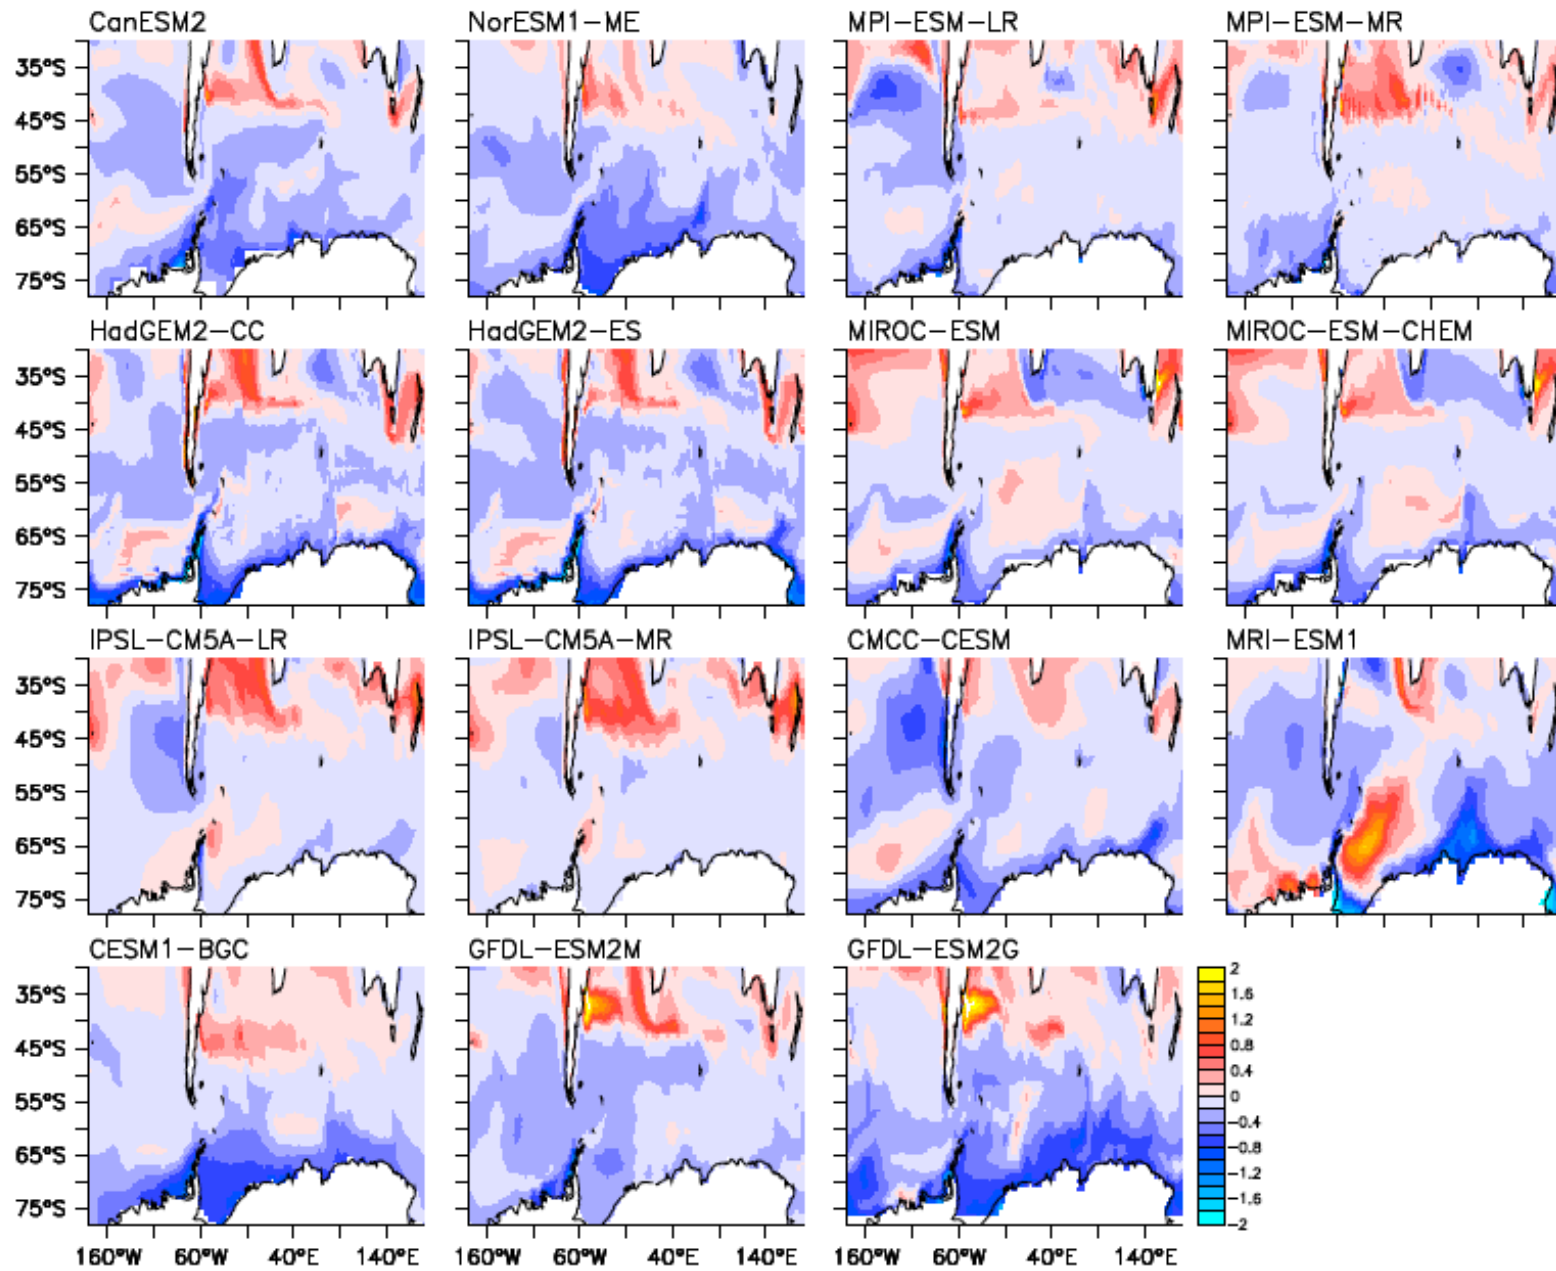 CanESM2 NorESM1-ME MPI-ESM-LR MPI-ESM-MR
35°S
45°S
55°S
65°S
75°S
HadGEM2-CC HadGEM2-ES MIROC-ESM MIROC-ESM-CHEM
35°S
45°S
55°S
65°S
75°S
IPSL-CM5A-LR IPSL-CM5A-MR CMCC-CESM MRI-ESM1
35°S
45°S
55°S
65°S
75°S
CESM1-BGC GFDL-ESM2M GFDL-ESM2G
35°S
45°S
55°S
65°S
75°S
2
1.6
1.2
0.8
0.4
0
-0.4
-0.8
-1.2
-1.6
-2
160°W 60°W 40°E 140°E 160°W 60°W 40°E 140°E 160°W 60°W 40°E 140°E